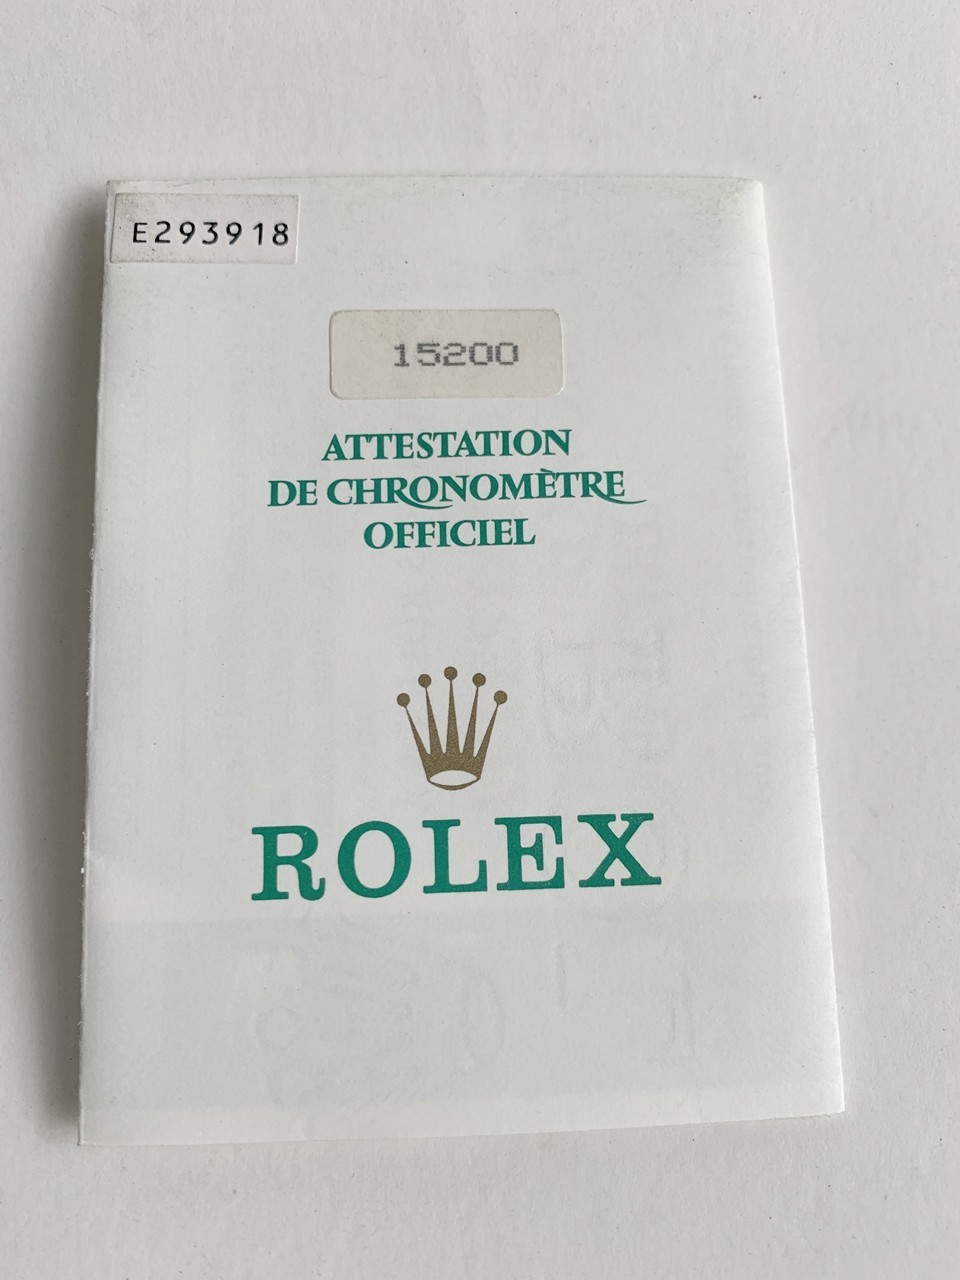 E293918
15200
ATTESTATION
DE CHRONOMÈTRE
OFFICIEL
ROLEX